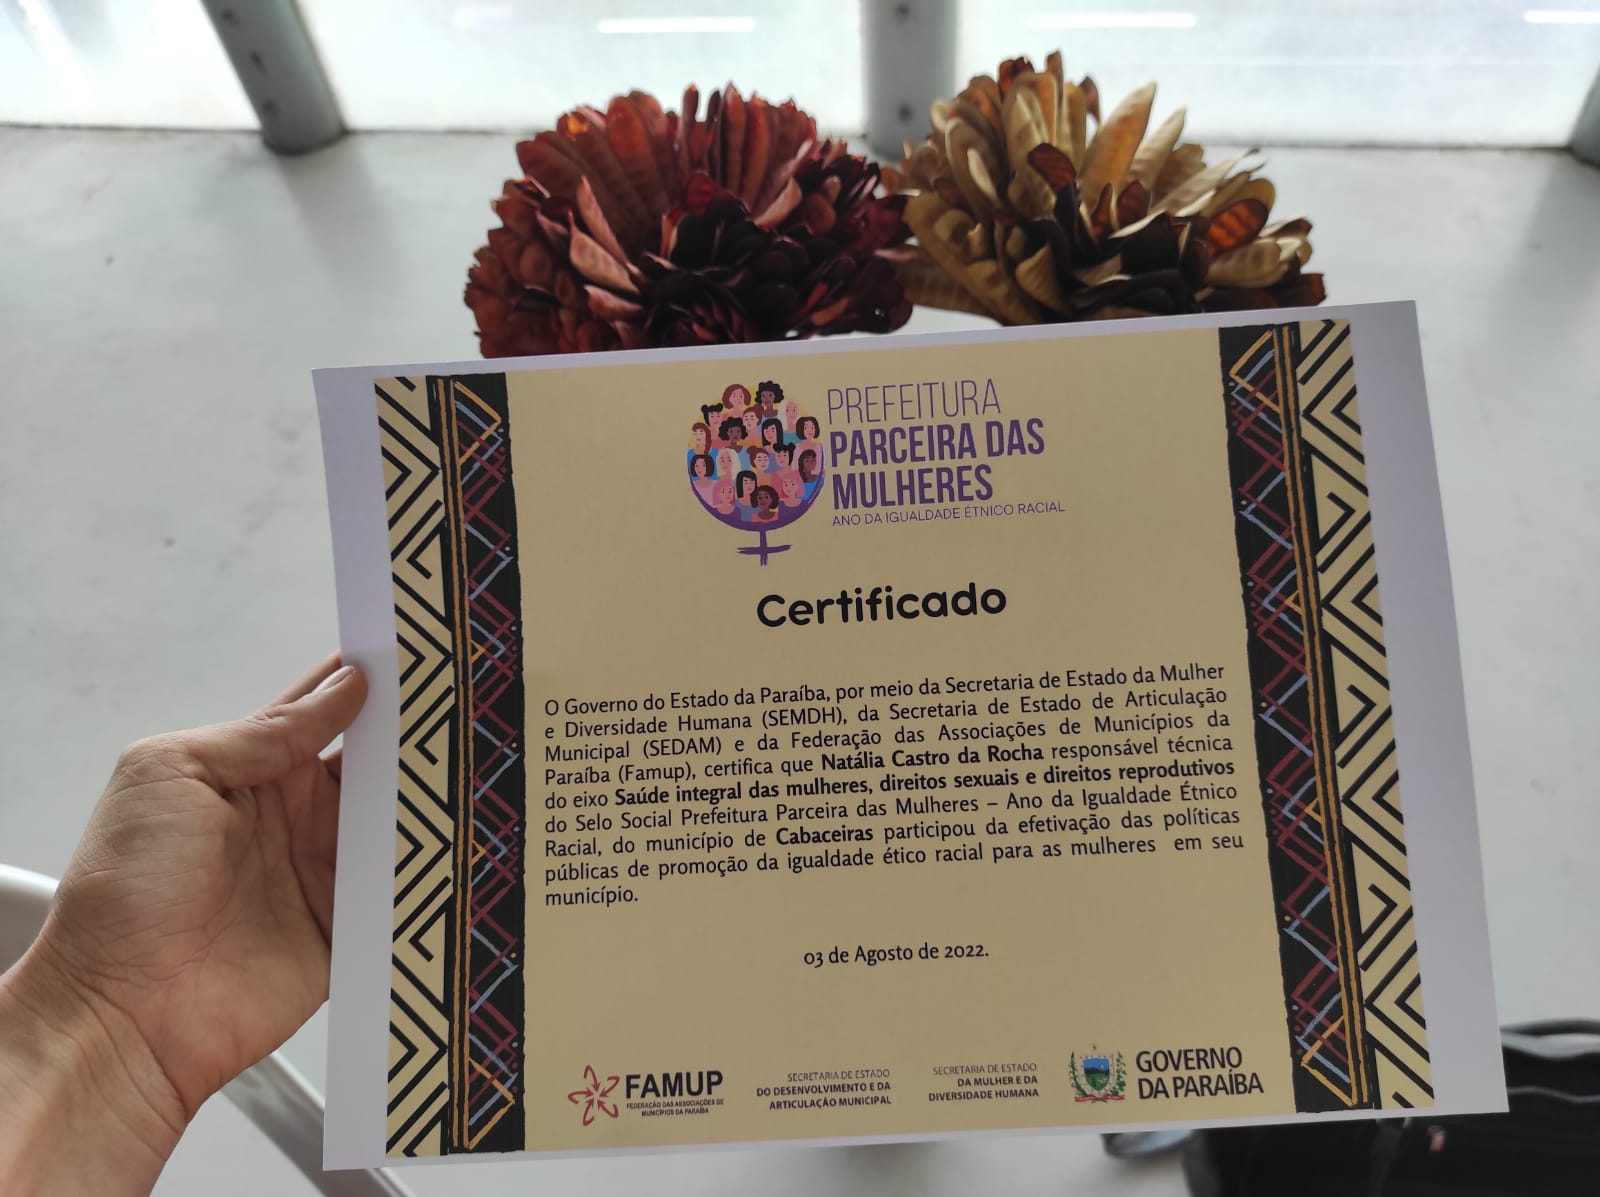 PREFEITURA
PARCEIRA DAS
MULHERES
ANO DA IGUALDADE ÉTNICO RACIAL
Certificado
O Governo do Estado da Paraíba, por meio da Secretaria de Estado da Mulher
e Diversidade Humana (SEMDH), da Secretaria de Estado de Articulação
Municipal (SEDAM) e da Federação das Associações de Municípios da
Paraíba (Famup), certifica que Natália Castro da Rocha responsável técnica
do eixo Saúde integral das mulheres, direitos sexuais e direitos reprodutivos
do Selo Social Prefeitura Parceira das Mulheres – Ano da Igualdade Étnico
Racial, do município de Cabaceiras participou da efetivação das políticas
públicas de promoção da igualdade ético racial para as mulheres em seu
município.
03 de Agosto de 2022.
FAMUP
FEDERAÇÃO DAS ASSOCIAÇÕES DE
MUNICÍPIOS DA PARAÍBA
SECRETARIA DE ESTADO
DO DESENVOLVIMENTO E DA
ARTICULAÇÃO MUNICIPAL
SECRETARIA DE ESTADO
DA MULHER E DA
DIVERSIDADE HUMANA
GOVERNO
DA PARAÍBA